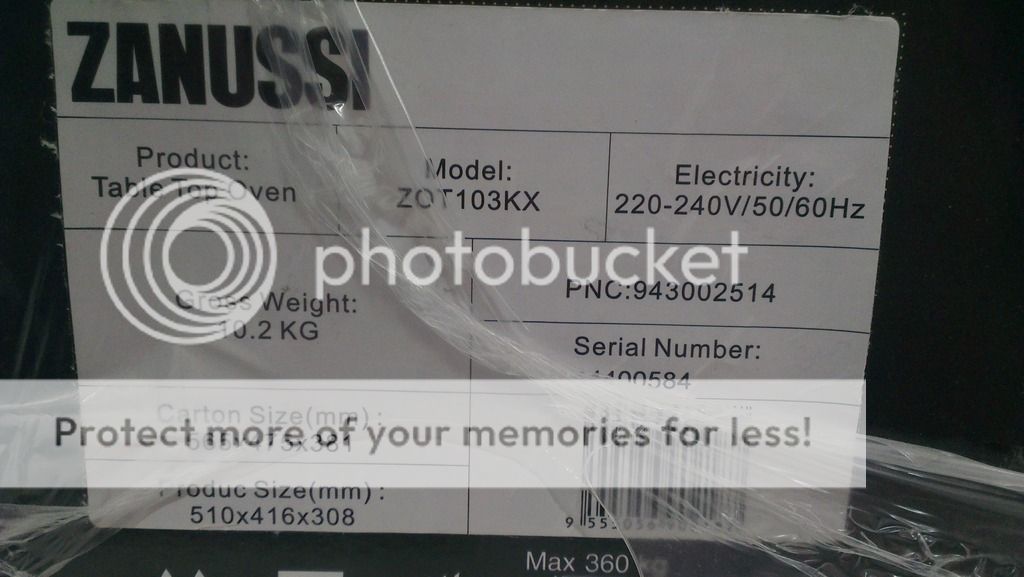 ZANUSSI
Product:
Table Top Oven
Model:
ZOT103KX
Electricity:
220-240V/50/60Hz
Gross Weight:
10.2 KG
PNC:943002514
Serial Number:
Carton Size(mm) :
Produc Size(mm) :
510x416x308
Max 360 kg
photobucket
Protect more of your memories for less!